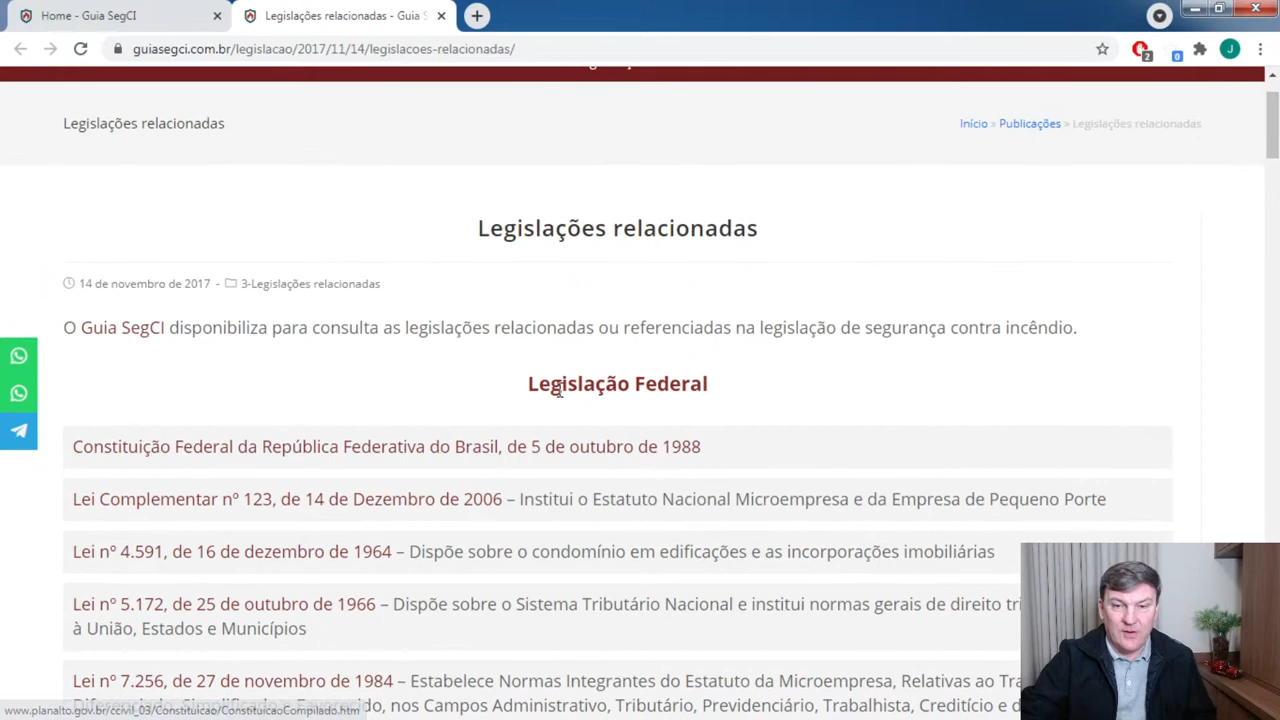 Home - Guia SegCI
Legislações relacionadas - Guia S
guiasegci.com.br/legislacao/2017/11/14/legislacoes-relacionadas/
2
0
J
Legislações relacionadas
Início » Publicações » Legislações relacionadas
Legislações relacionadas
14 de novembro de 2017 - 3-Legislações relacionadas
O Guia SegCI disponibiliza para consulta as legislações relacionadas ou referenciadas na legislação de segurança contra incêndio.
Legislação Federal
Constituição Federal da República Federativa do Brasil, de 5 de outubro de 1988
Lei Complementar nº 123, de 14 de Dezembro de 2006 – Institui o Estatuto Nacional Microempresa e da Empresa de Pequeno Porte
Lei nº 4.591, de 16 de dezembro de 1964 – Dispõe sobre o condomínio em edificações e as incorporações imobiliárias
Lei nº 5.172, de 25 de outubro de 1966 – Dispõe sobre o Sistema Tributário Nacional e institui normas gerais de direito tri
à União, Estados e Municípios
Lei nº 7.256, de 27 de novembro de 1984 – Estabelece Normas Integrantes do Estatuto da Microempresa, Relativas ao Tra
do, nos Campos Administrativo, Tributário, Previdenciário, Trabalhista, Creditício e d
www.planalto.gov.br/ccivil_03/Constituicao/ConstituicaoCompilado.htm